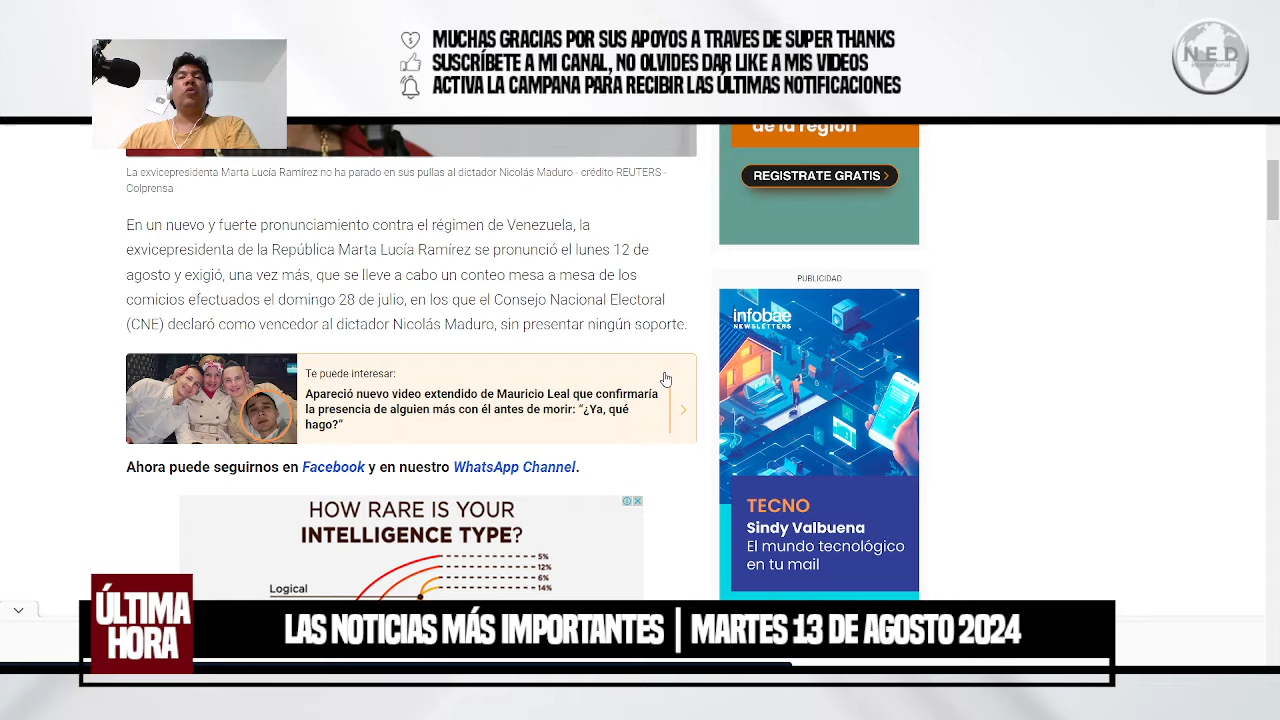 MUCHAS GRACIAS POR SUS APOYOS A TRAVES DE SUPER THANKS
SUSCRÍBETE A MI CANAL, NO OLVIDES DAR LIKE A MIS VIDEOS
ACTIVA LA CAMPANA PARA RECIBIR LAS ÚLTIMAS NOTIFICACIONES
NED
international
La exvicepresidenta Marta Lucía Ramírez no ha parado en sus pullas al dictador Nicolás Maduro - crédito REUTERS -
Colprensa
En un nuevo y fuerte pronunciamiento contra el régimen de Venezuela, la
exvicepresidenta de la República Marta Lucía Ramírez se pronunció el lunes 12 de
agosto y exigió, una vez más, que se lleve a cabo un conteo mesa a mesa de los
comicios efectuados el domingo 28 de julio, en los que el Consejo Nacional Electoral
(CNE) declaró como vencedor al dictador Nicolás Maduro, sin presentar ningún soporte.
Te puede interesar:
Apareció nuevo video extendido de Mauricio Leal que confirmaría
la presencia de alguien más con él antes de morir: “¿Ya, qué
hago?”
Ahora puede seguirnos en Facebook y en nuestro WhatsApp Channel.
HOW RARE IS YOUR
INTELLIGENCE TYPE?
5%
12%
6%
14%
Logical
de la región
REGISTRATE GRATIS
PUBLICIDAD
infobae
NEWSLETTERS
TECNO
Sindy Valbuena
El mundo tecnológico
en tu mail
ÚLTIMA
HORA
LAS NOTICIAS MÁS IMPORTANTES | MARTES 13 DE AGOSTO 2024